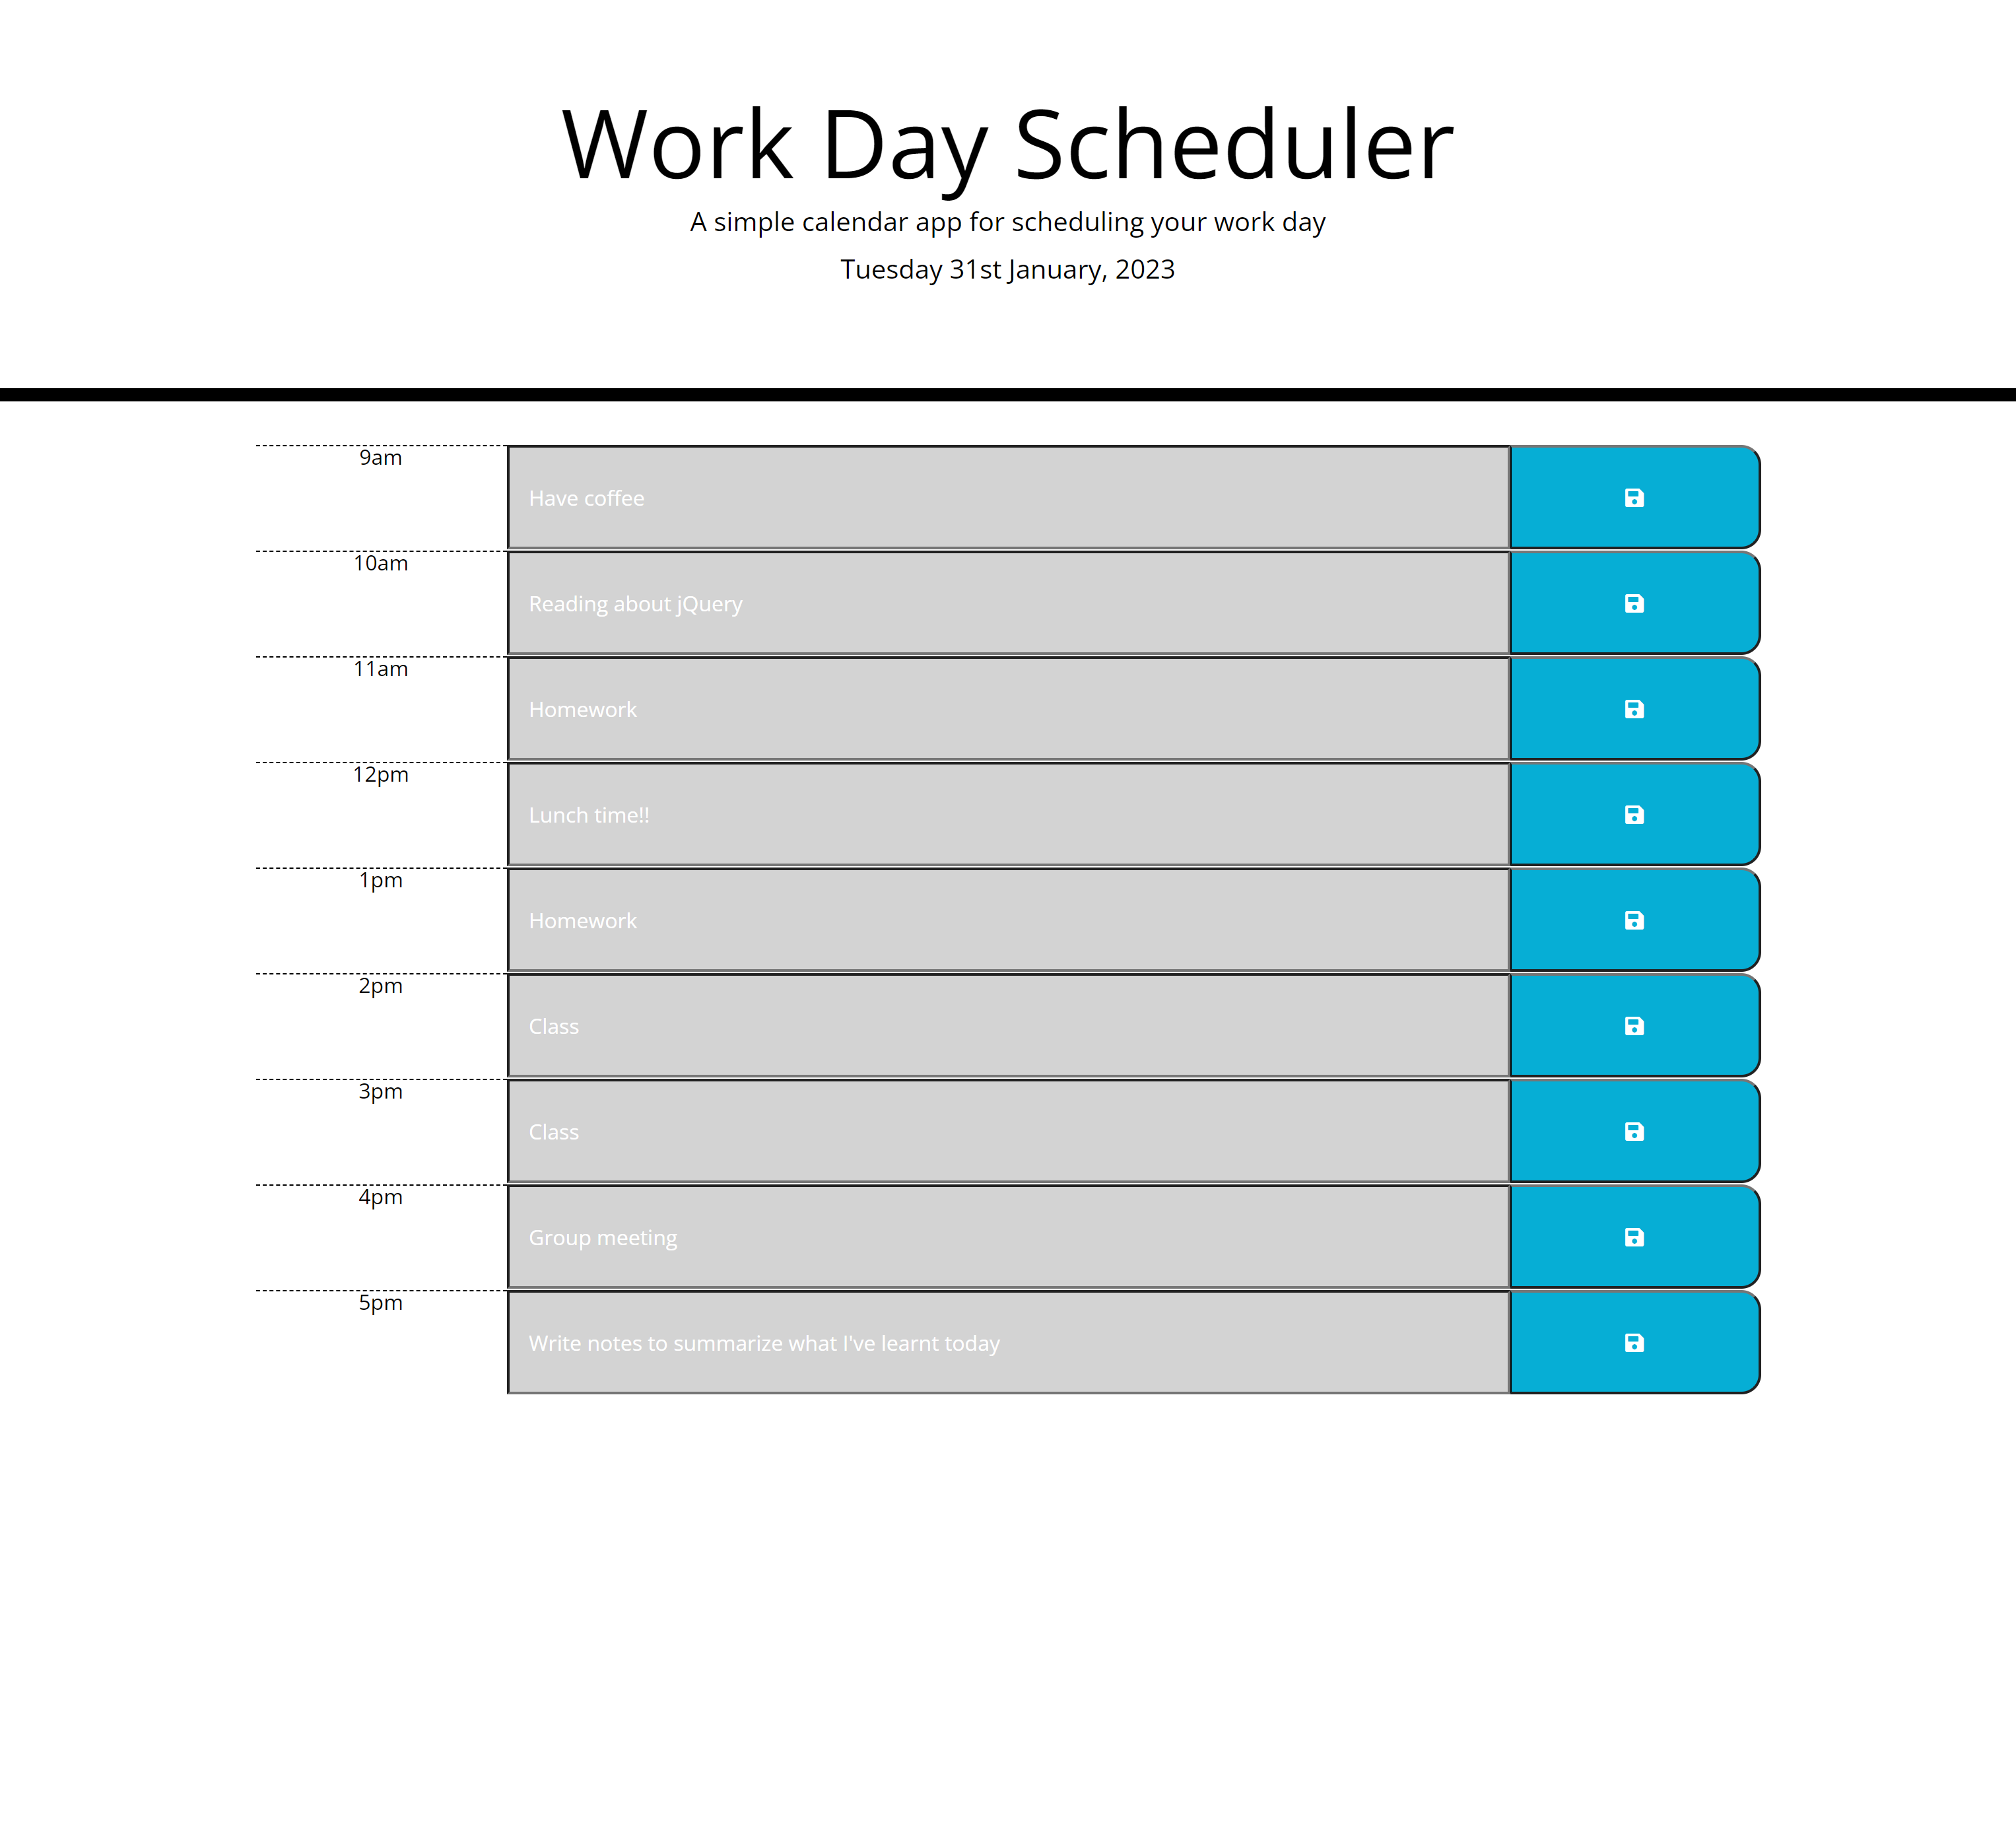 Work Day Scheduler
A simple calendar app for scheduling your work day
Tuesday 31st January, 2023
9am
Have coffee
10am
Reading about jQuery
11am
Homework
12pm
Lunch time!!
1pm
Homework
2pm
Class
3pm
Class
4pm
Group meeting
5pm
Write notes to summarize what I've learnt today